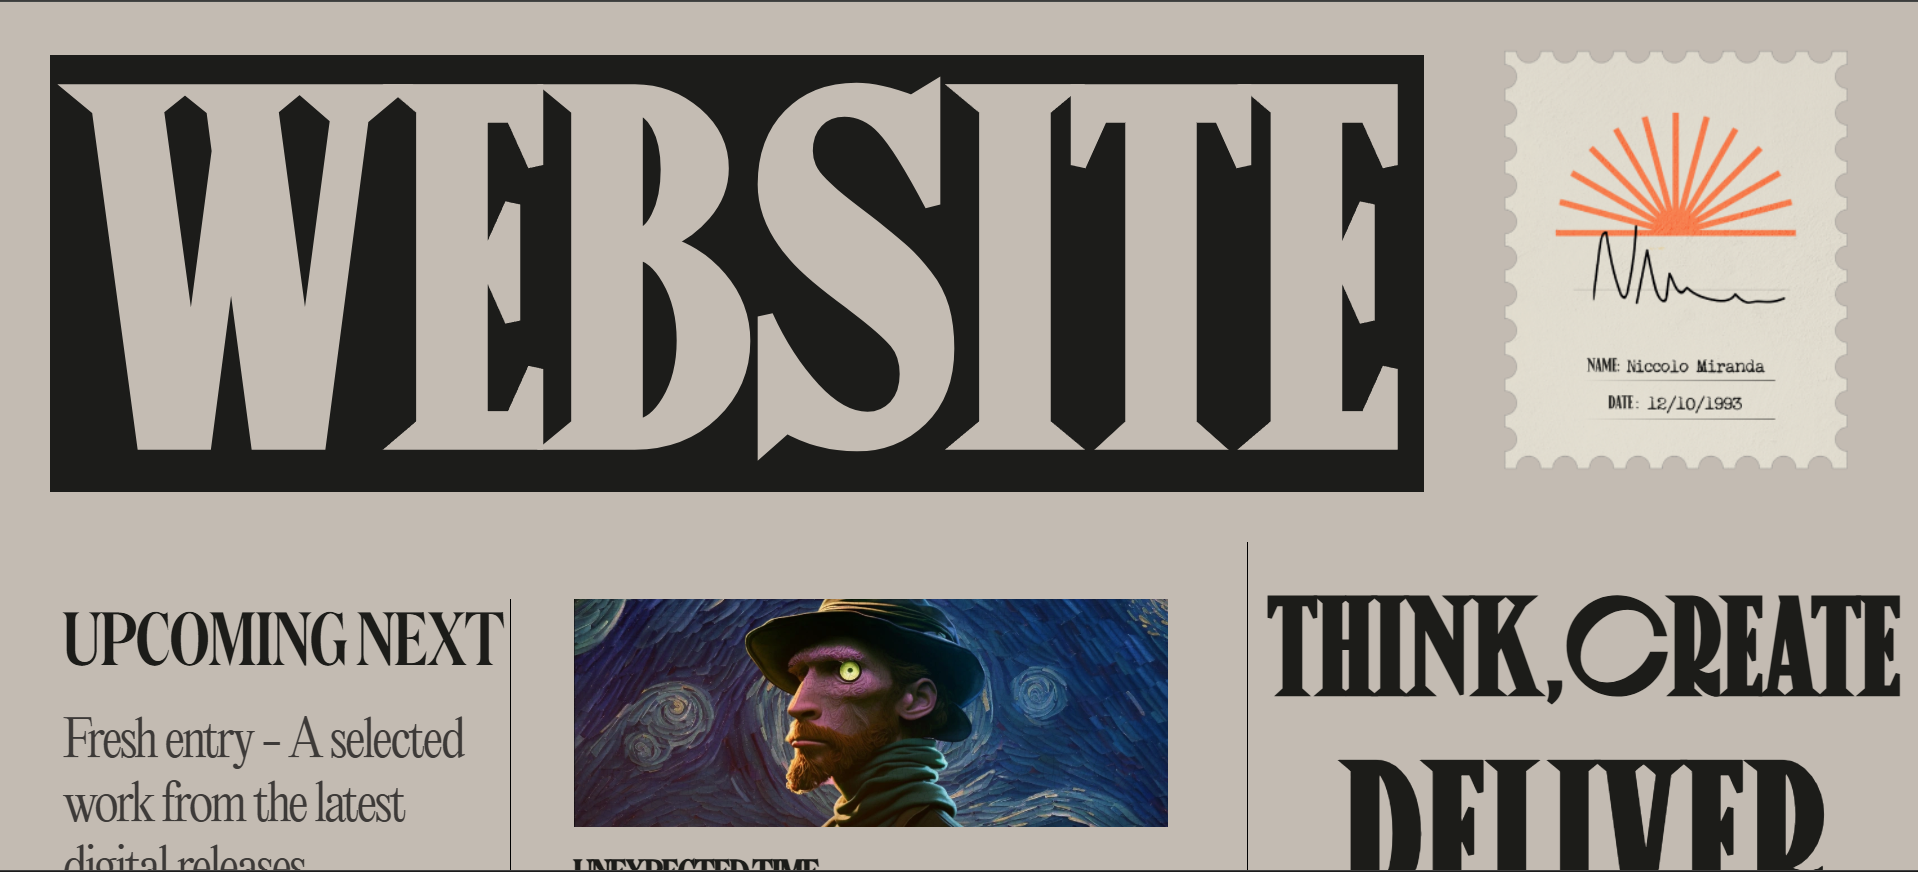 WEBSITE
NAME: Niccolo Miranda
DATE: 12/10/1993
UPCOMING NEXT
Fresh entry – A selected
work from the latest
digital releases
UNEXPECTED TIME
THINK, CREATE
DELIVER